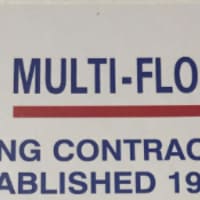 MULTI-FLO
NG CONTRAC
ABLISHED 19